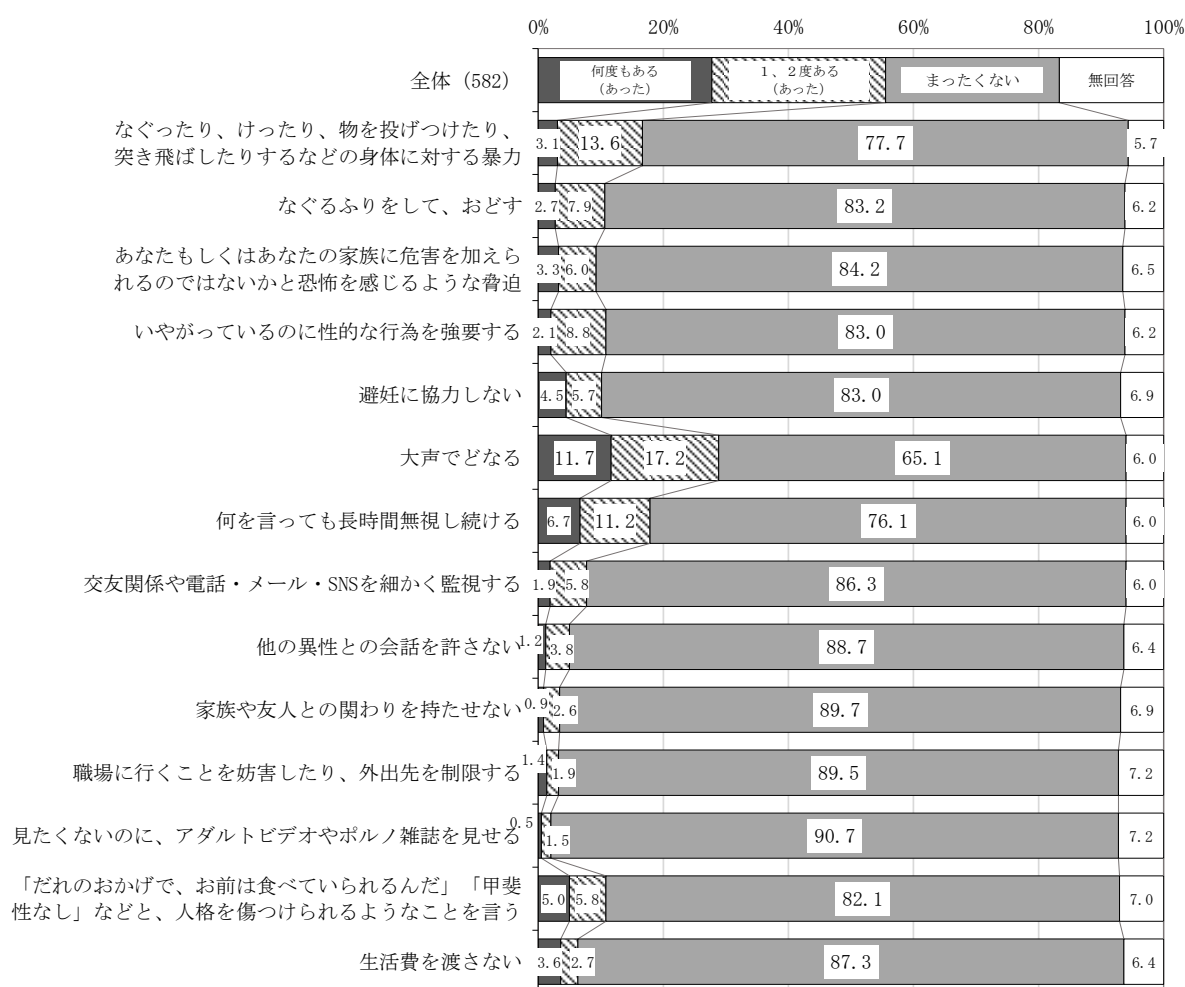 0% 20% 40% 60% 80% 100%
全体（582） 何度もある（あった） １、２度ある（あった） まったくない 無回答
なぐったり、けったり、物を投げつけたり、
突き飛ばしたりするなどの身体に対する暴力
3.1 13.6 77.7 5.7
なぐるふりをして、おどす 2.7 7.9 83.2 6.2
あなたもしくはあなたの家族に危害を加えら
れるのではないかと恐怖を感じるような脅迫
3.3 6.0 84.2 6.5
いやがっているのに性的な行為を強要する 2.1 8.8 83.0 6.2
避妊に協力しない 4.5 5.7 83.0 6.9
大声でどなる 11.7 17.2 65.1 6.0
何を言っても長時間無視し続ける 6.7 11.2 76.1 6.0
交友関係や電話・メール・SNSを細かく監視する 1.9 5.8 86.3 6.0
他の異性との会話を許さない 1.2 3.8 88.7 6.4
家族や友人との関わりを持たせない 0.9 2.6 89.7 6.9
職場に行くことを妨害したり、外出先を制限する 1.4 1.9 89.5 7.2
見たくないのに、アダルトビデオやポルノ雑誌を見せる 0.5 1.5 90.7 7.2
「だれのおかげで、お前は食べていられるんだ」「甲斐
性なし」などと、人格を傷つけられるようなことを言う
5.0 5.8 82.1 7.0
生活費を渡さない 3.6 2.7 87.3 6.4